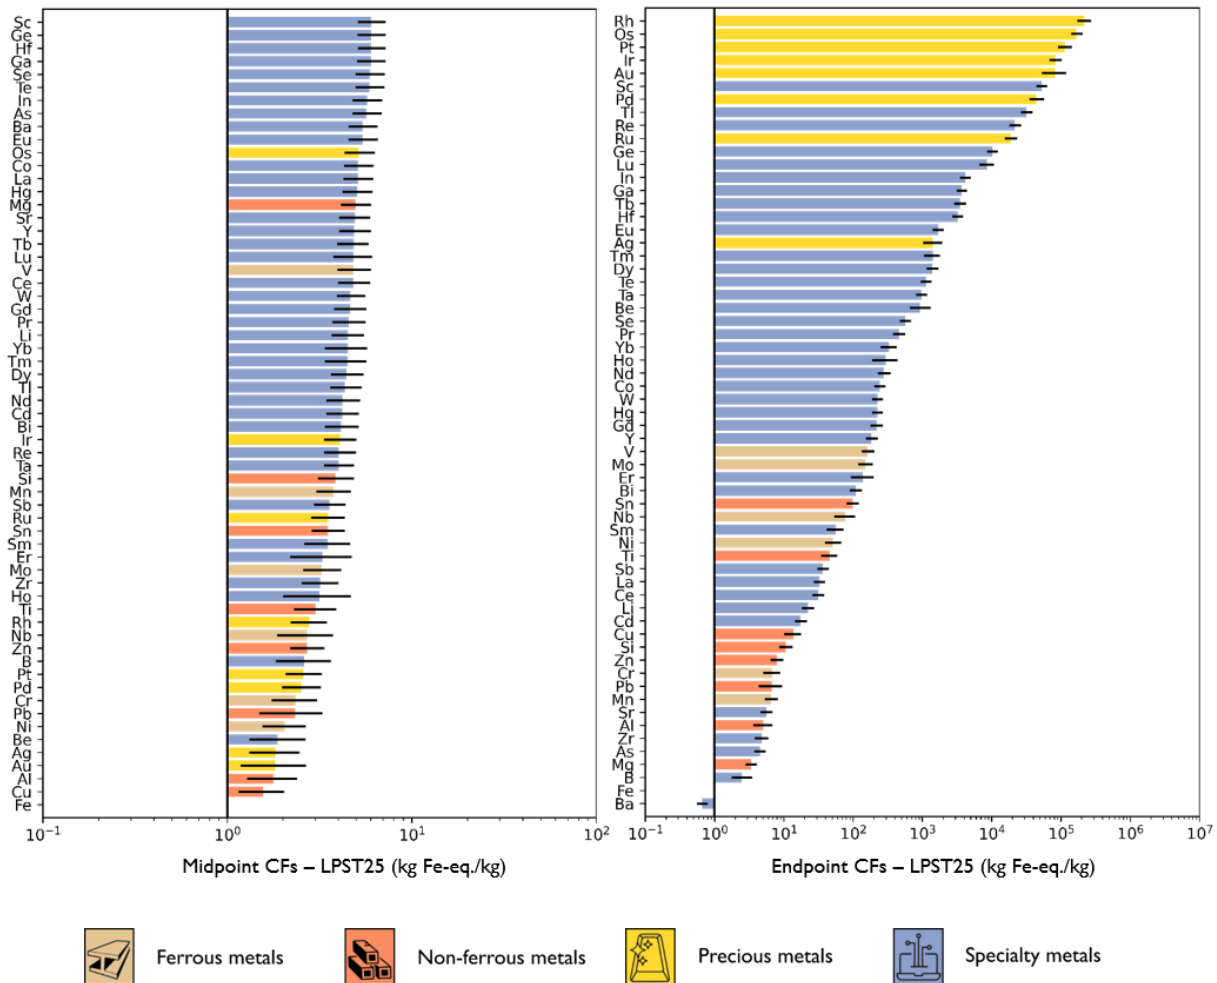 Sc
Ge
Hf
Ga
Se
Te
In
As
Ba
Eu
Os
Co
La
Hg
Mg
Sr
Y
Tb
Lu
V
Ce
W
Gd
Pr
Li
Yb
Tm
Dy
Tl
Nd
Cd
Bi
Ir
Re
Ta
Si
Mn
Sb
Ru
Sn
Sm
Er
Mo
Zr
Ho
Ti
Rh
Nb
Zn
B
Pt
Pd
Cr
Pb
Ni
Be
Ag
Au
Al
Cu
Fe
10⁻¹ 10⁰ 10¹ 10²
Midpoint CFs – LPST25 (kg Fe-eq./kg)
Rh
Os
Pt
Ir
Au
Sc
Pd
Tl
Re
Ru
Ge
Lu
In
Ga
Tb
Hf
Eu
Ag
Tm
Dy
Te
Ta
Be
Se
Pr
Yb
Ho
Nd
Co
W
Hg
Gd
Y
V
Mo
Er
Bi
Sn
Nb
Sm
Ni
Ti
Sb
La
Ce
Li
Cd
Cu
Si
Zn
Cr
Pb
Mn
Sr
Al
Zr
As
Mg
B
Fe
Ba
10⁻¹ 10⁰ 10¹ 10² 10³ 10⁴ 10⁵ 10⁶ 10⁷
Endpoint CFs – LPST25 (kg Fe-eq./kg)
Ferrous metals
Non-ferrous metals
Precious metals
Specialty metals